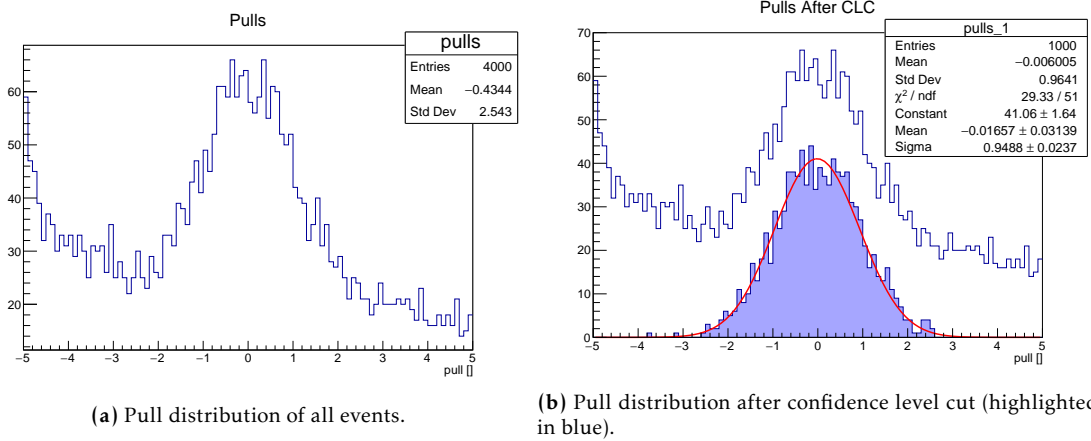 Pulls
pulls
Entries 4000
Mean −0.4344
Std Dev 2.543
60
50
40
30
20
−5 −4 −3 −2 −1 0 1 2 3 4 5
pull []
(a) Pull distribution of all events.
Pulls After CLC
pulls_1
Entries 1000
Mean −0.006005
Std Dev 0.9641
χ² / ndf 29.33 / 51
Constant 41.06 ± 1.64
Mean −0.01657 ± 0.03139
Sigma 0.9488 ± 0.0237
70
60
50
40
30
20
10
0
−5 −4 −3 −2 −1 0 1 2 3 4 5
pull []
(b) Pull distribution after confidence level cut (highlighted
in blue).